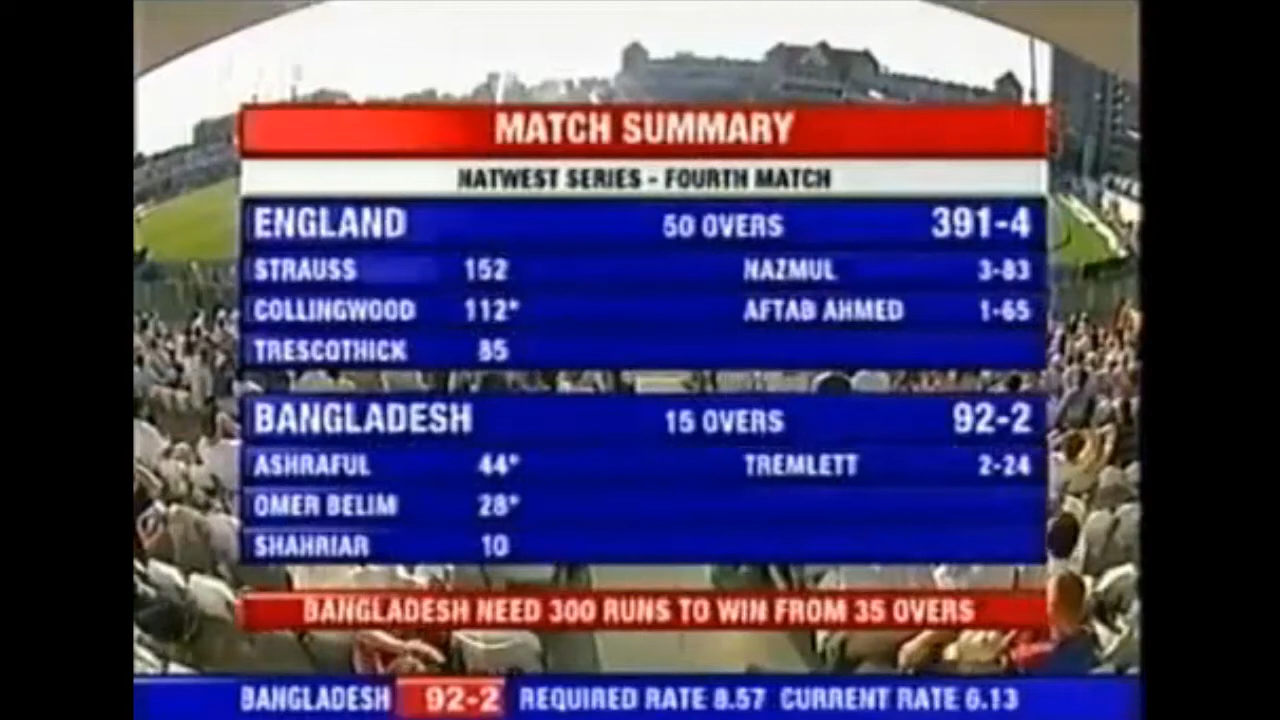 MATCH SUMMARY
NATWEST SERIES - FOURTH MATCH
ENGLAND 50 OVERS 391-4
STRAUSS 152 NAZMUL 3-83
COLLINGWOOD 112* AFTAB AHMED 1-65
TRESCOTHICK 85
BANGLADESH 15 OVERS 92-2
ASHRAFUL 44* TREMLETT 2-24
OMER BELIM 28*
SHAHRIAR 10
BANGLADESH NEED 300 RUNS TO WIN FROM 35 OVERS
BANGLADESH 92-2 REQUIRED RATE 8.57 CURRENT RATE 6.13